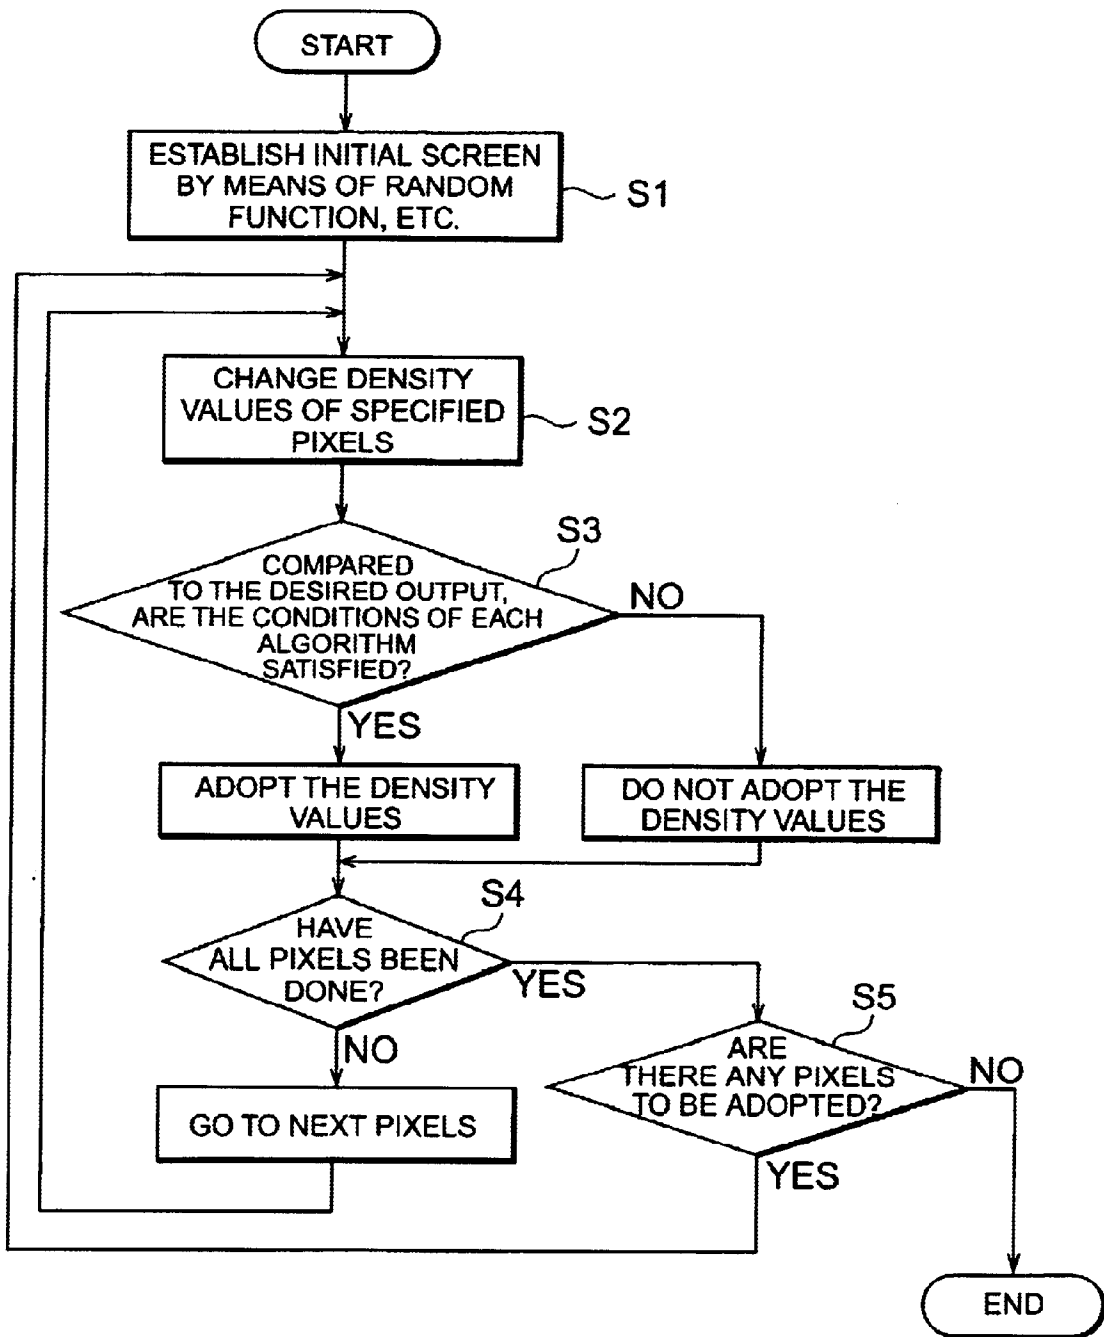 START
ESTABLISH INITIAL SCREEN
BY MEANS OF RANDOM
FUNCTION, ETC.
S1
CHANGE DENSITY
VALUES OF SPECIFIED
PIXELS
S2
S3
COMPARED
TO THE DESIRED OUTPUT,
ARE THE CONDITIONS OF EACH
ALGORITHM
SATISFIED?
NO
YES
ADOPT THE DENSITY
VALUES
DO NOT ADOPT THE
DENSITY VALUES
S4
HAVE
ALL PIXELS BEEN
DONE?
YES
NO
S5
ARE
THERE ANY PIXELS
TO BE ADOPTED?
NO
YES
GO TO NEXT PIXELS
END